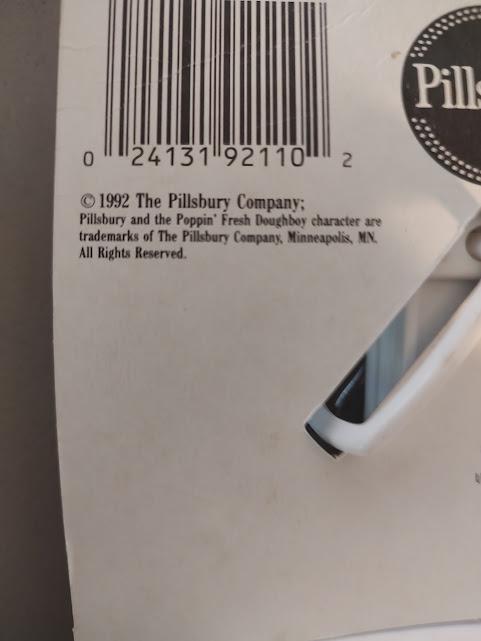 Pills
0 24131 92110 2
© 1992 The Pillsbury Company;
Pillsbury and the Poppin' Fresh Doughboy character are
trademarks of The Pillsbury Company, Minneapolis, MN.
All Rights Reserved.